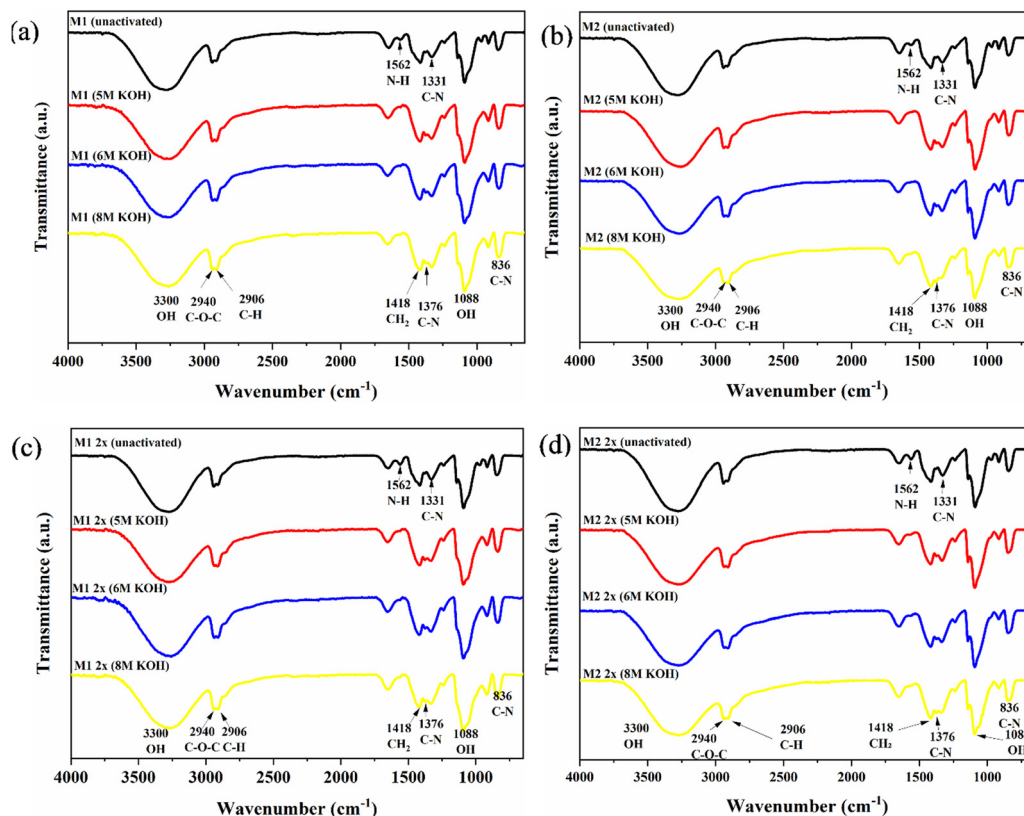 (a)
M1 (unactivated)
1562
N-H
1331
C-N
M1 (5M KOH)
M1 (6M KOH)
M1 (8M KOH)
3300
OH
2940
C-O-C
2906
C-H
1418
CH₂
1376
C-N
1088
OH
836
C-N
Transmittance (a.u.)
4000 3500 3000 2500 2000 1500 1000
Wavenumber (cm⁻¹)
(b)
M2 (unactivated)
1562
N-H
1331
C-N
M2 (5M KOH)
M2 (6M KOH)
M2 (8M KOH)
3300
OH
2940
C-O-C
2906
C-H
1418
CH₂
1376
C-N
1088
OH
836
C-N
Transmittance (a.u.)
4000 3500 3000 2500 2000 1500 1000
Wavenumber (cm⁻¹)
(c)
M1 2x (unactivated)
1562
N-H
1331
C-N
M1 2x (5M KOH)
M1 2x (6M KOH)
M1 2x (8M KOH)
3300
OH
2940
C-O-C
2906
C-H
1418
CH₂
1376
C-N
1088
OH
836
C-N
Transmittance (a.u.)
4000 3500 3000 2500 2000 1500 1000
Wavenumber (cm⁻¹)
(d)
M2 2x (unactivated)
1562
N-H
1331
C-N
M2 2x (5M KOH)
M2 2x (6M KOH)
M2 2x (8M KOH)
3300
OH
2940
C-O-C
2906
C-H
1418
CH₂
1376
C-N
OH
836
C-N
Transmittance (a.u.)
4000 3500 3000 2500 2000 1500 1000
Wavenumber (cm⁻¹)